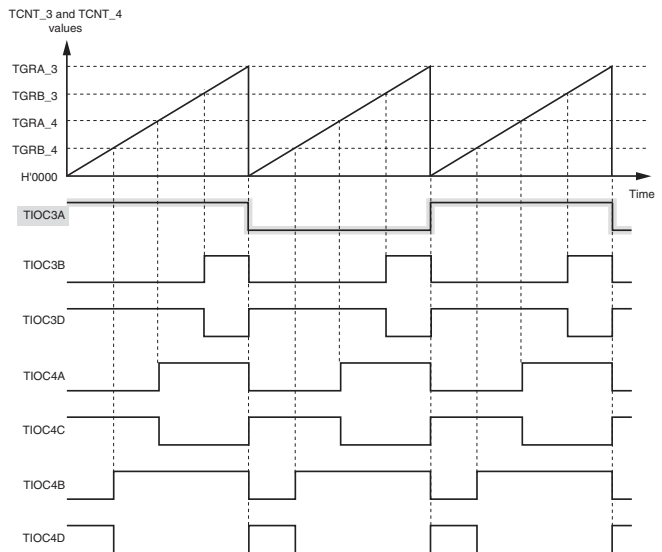 TCNT_3 and TCNT_4
values
TGRA_3
TGRB_3
TGRA_4
TGRB_4
H'0000
Time
TIOC3A
TIOC3B
TIOC3D
TIOC4A
TIOC4C
TIOC4B
TIOC4D